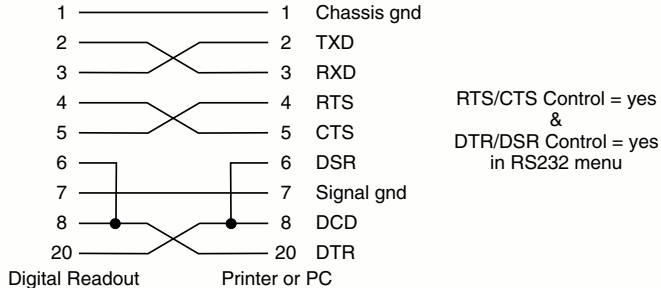 1 1 Chassis gnd
2 2 TXD
3 3 RXD
4 4 RTS
5 5 CTS
6 6 DSR
7 7 Signal gnd
8 8 DCD
20 20 DTR
Digital Readout Printer or PC
RTS/CTS Control = yes
&
DTR/DSR Control = yes
in RS232 menu